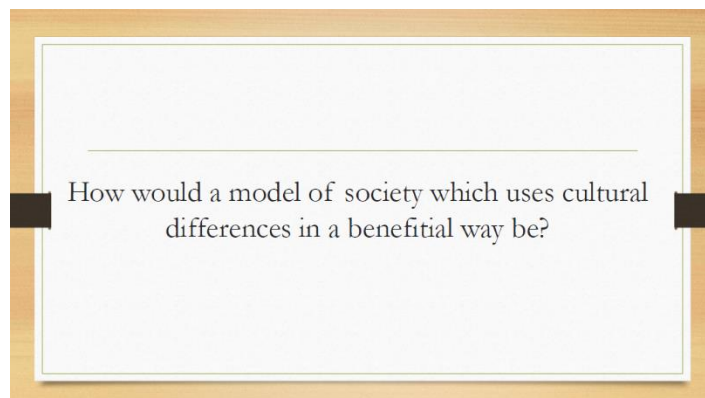 How would a model of society which uses cultural
differences in a benefitial way be?